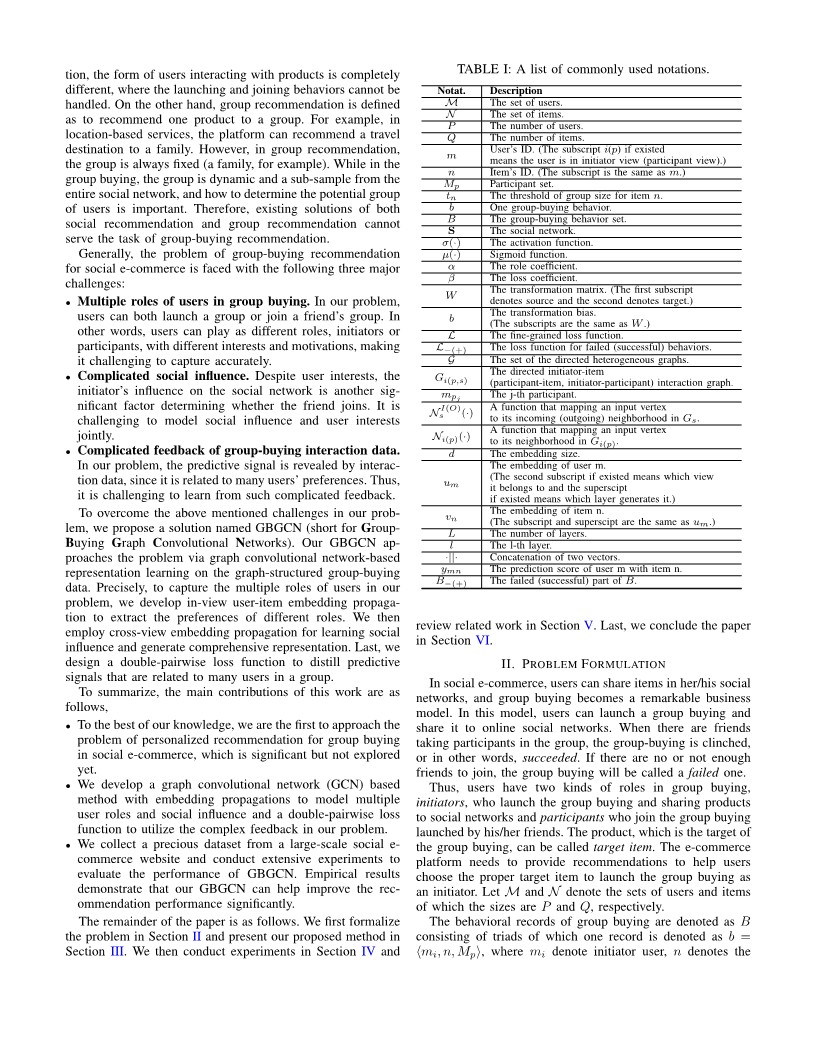 tion, the form of users interacting with products is completely
different, where the launching and joining behaviors cannot be
handled. On the other hand, group recommendation is defined
as to recommend one product to a group. For example, in
location-based services, the platform can recommend a travel
destination to a family. However, in group recommendation,
the group is always fixed (a family, for example). While in the
group buying, the group is dynamic and a sub-sample from the
entire social network, and how to determine the potential group
of users is important. Therefore, existing solutions of both
social recommendation and group recommendation cannot
serve the task of group-buying recommendation.
Generally, the problem of group-buying recommendation
for social e-commerce is faced with the following three major
challenges:
• Multiple roles of users in group buying. In our problem,
users can both launch a group or join a friend's group. In
other words, users can play as different roles, initiators or
participants, with different interests and motivations, making
it challenging to capture accurately.
• Complicated social influence. Despite user interests, the
initiator's influence on the social network is another sig-
nificant factor determining whether the friend joins. It is
challenging to model social influence and user interests
jointly.
• Complicated feedback of group-buying interaction data.
In our problem, the predictive signal is revealed by interac-
tion data, since it is related to many users' preferences. Thus,
it is challenging to learn from such complicated feedback.
To overcome the above mentioned challenges in our prob-
lem, we propose a solution named GBGCN (short for Group-
Buying Graph Convolutional Networks). Our GBGCN ap-
proaches the problem via graph convolutional network-based
representation learning on the graph-structured group-buying
data. Precisely, to capture the multiple roles of users in our
problem, we develop in-view user-item embedding propaga-
tion to extract the preferences of different roles. We then
employ cross-view embedding propagation for learning social
influence and generate comprehensive representation. Last, we
design a double-pairwise loss function to distill predictive
signals that are related to many users in a group.
To summarize, the main contributions of this work are as
follows,
• To the best of our knowledge, we are the first to approach the
problem of personalized recommendation for group buying
in social e-commerce, which is significant but not explored
yet.
• We develop a graph convolutional network (GCN) based
method with embedding propagations to model multiple
user roles and social influence and a double-pairwise loss
function to utilize the complex feedback in our problem.
• We collect a precious dataset from a large-scale social e-
commerce website and conduct extensive experiments to
evaluate the performance of GBGCN. Empirical results
demonstrate that our GBGCN can help improve the rec-
ommendation performance significantly.
The remainder of the paper is as follows. We first formalize
the problem in Section II and present our proposed method in
Section III. We then conduct experiments in Section IV and
TABLE I: A list of commonly used notations.
Notat. Description
ℳ The set of users.
𝒩 The set of items.
P The number of users.
Q The number of items.
m User's ID. (The subscript i(p) if existed
means the user is in initiator view (participant view).)
n Item's ID. (The subscript is the same as m.)
M_p Participant set.
t_n The threshold of group size for item n.
b One group-buying behavior.
B The group-buying behavior set.
S The social network.
σ(·) The activation function.
μ(·) Sigmoid function.
α The role coefficient.
β The loss coefficient.
W The transformation matrix. (The first subscript
denotes source and the second denotes target.)
b The transformation bias.
(The subscripts are the same as W.)
ℒ The fine-grained loss function.
ℒ_−(+) The loss function for failed (successful) behaviors.
𝒢 The set of the directed heterogeneous graphs.
G_i(p,s) The directed initiator-item
(participant-item, initiator-participant) interaction graph.
m_{p_j} The j-th participant.
𝒩_s^{I(O)}(·) A function that mapping an input vertex
to its incoming (outgoing) neighborhood in G_s.
𝒩_{i(p)}(·) A function that mapping an input vertex
to its neighborhood in G_{i(p)}.
d The embedding size.
u_m The embedding of user m.
(The second subscript if existed means which view
it belongs to and the superscipt
if existed means which layer generates it.)
v_n The embedding of item n.
(The subscript and superscipt are the same as u_m.)
L The number of layers.
l The l-th layer.
·||· Concatenation of two vectors.
y_mn The prediction score of user m with item n.
B_−(+) The failed (successful) part of B.
review related work in Section V. Last, we conclude the paper
in Section VI.
II. PROBLEM FORMULATION
In social e-commerce, users can share items in her/his social
networks, and group buying becomes a remarkable business
model. In this model, users can launch a group buying and
share it to online social networks. When there are friends
taking participants in the group, the group-buying is clinched,
or in other words, succeeded. If there are no or not enough
friends to join, the group buying will be called a failed one.
Thus, users have two kinds of roles in group buying,
initiators, who launch the group buying and sharing products
to social networks and participants who join the group buying
launched by his/her friends. The product, which is the target of
the group buying, can be called target item. The e-commerce
platform needs to provide recommendations to help users
choose the proper target item to launch the group buying as
an initiator. Let ℳ and 𝒩 denote the sets of users and items
of which the sizes are P and Q, respectively.
The behavioral records of group buying are denoted as B
consisting of triads of which one record is denoted as b =
⟨m_i, n, M_p⟩, where m_i denote initiator user, n denotes the